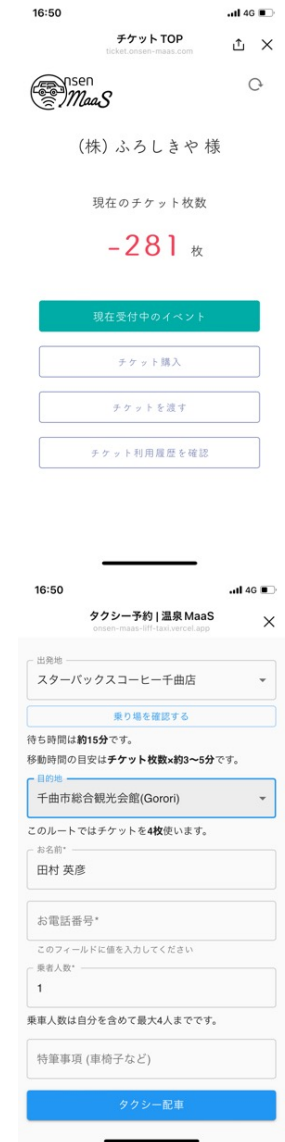 16:50
4G
チケット TOP
ticket.onsen-maas.com
onsen
MaaS
(株) ふろしきや 様
現在のチケット枚数
-281 枚
現在受付中のイベント
チケット購入
チケットを渡す
チケット利用履歴を確認
16:50
4G
タクシー予約 | 温泉 MaaS
onsen-maas-liff-taxi.vercel.app
出発地
スターバックスコーヒー千曲店
乗り場を確認する
待ち時間は約15分です。
移動時間の目安はチケット枚数×約3〜5分です。
目的地
千曲市総合観光会館(Gorori)
このルートではチケットを4枚使います。
お名前*
田村 英彦
お電話番号*
このフィールドに値を入力してください
乗者人数*
1
乗車人数は自分を含めて最大4人までです。
特筆事項 (車椅子など)
タクシー配車